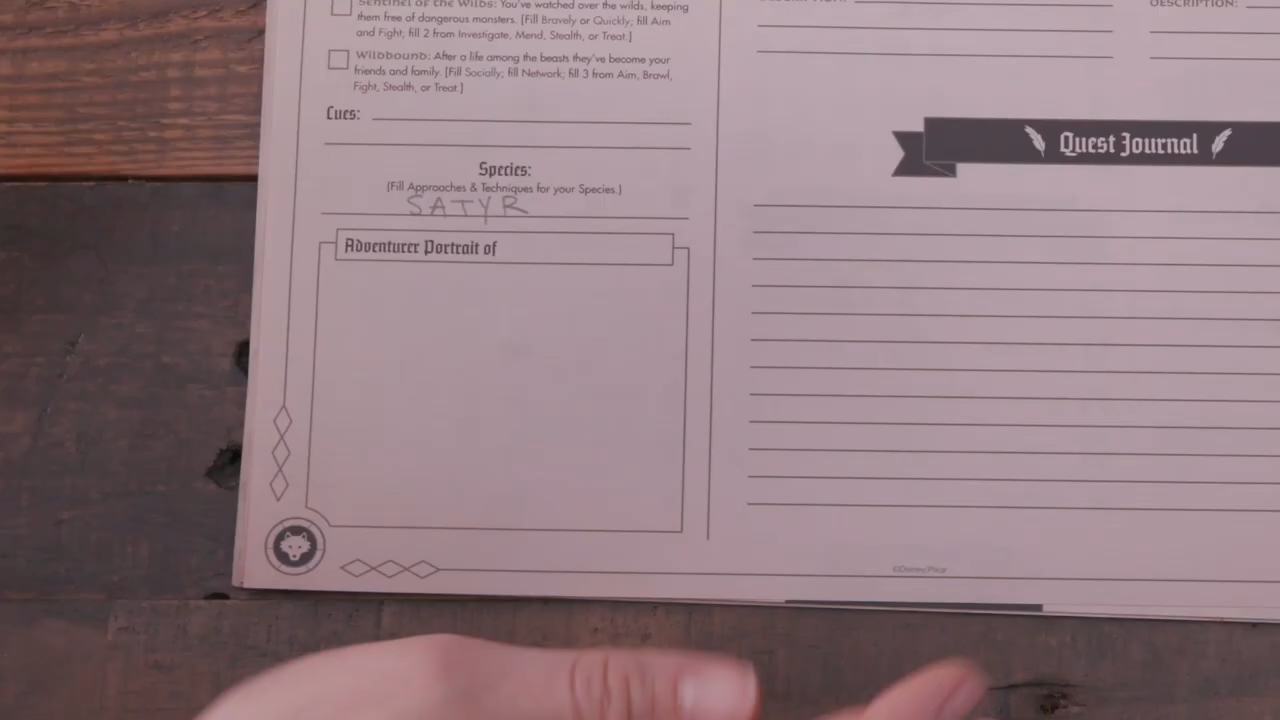 Sentinel of the Wilds: You've watched over the wilds, keeping
them free of dangerous monsters. [Fill Bravely or Quickly; fill Aim
and Fight; fill 2 from Investigate, Mend, Stealth, or Treat.]
Wildbound: After a life among the beasts they've become your
friends and family. [Fill Socially; fill Network; fill 3 from Aim, Brawl,
Fight, Stealth, or Treat.]
Cues:
Species:
(Fill Approaches & Techniques for your Species.)
SATYR
Adventurer Portrait of
DESCRIPTION:
DESCRIPTION:
Quest Journal
©Disney/Pixar